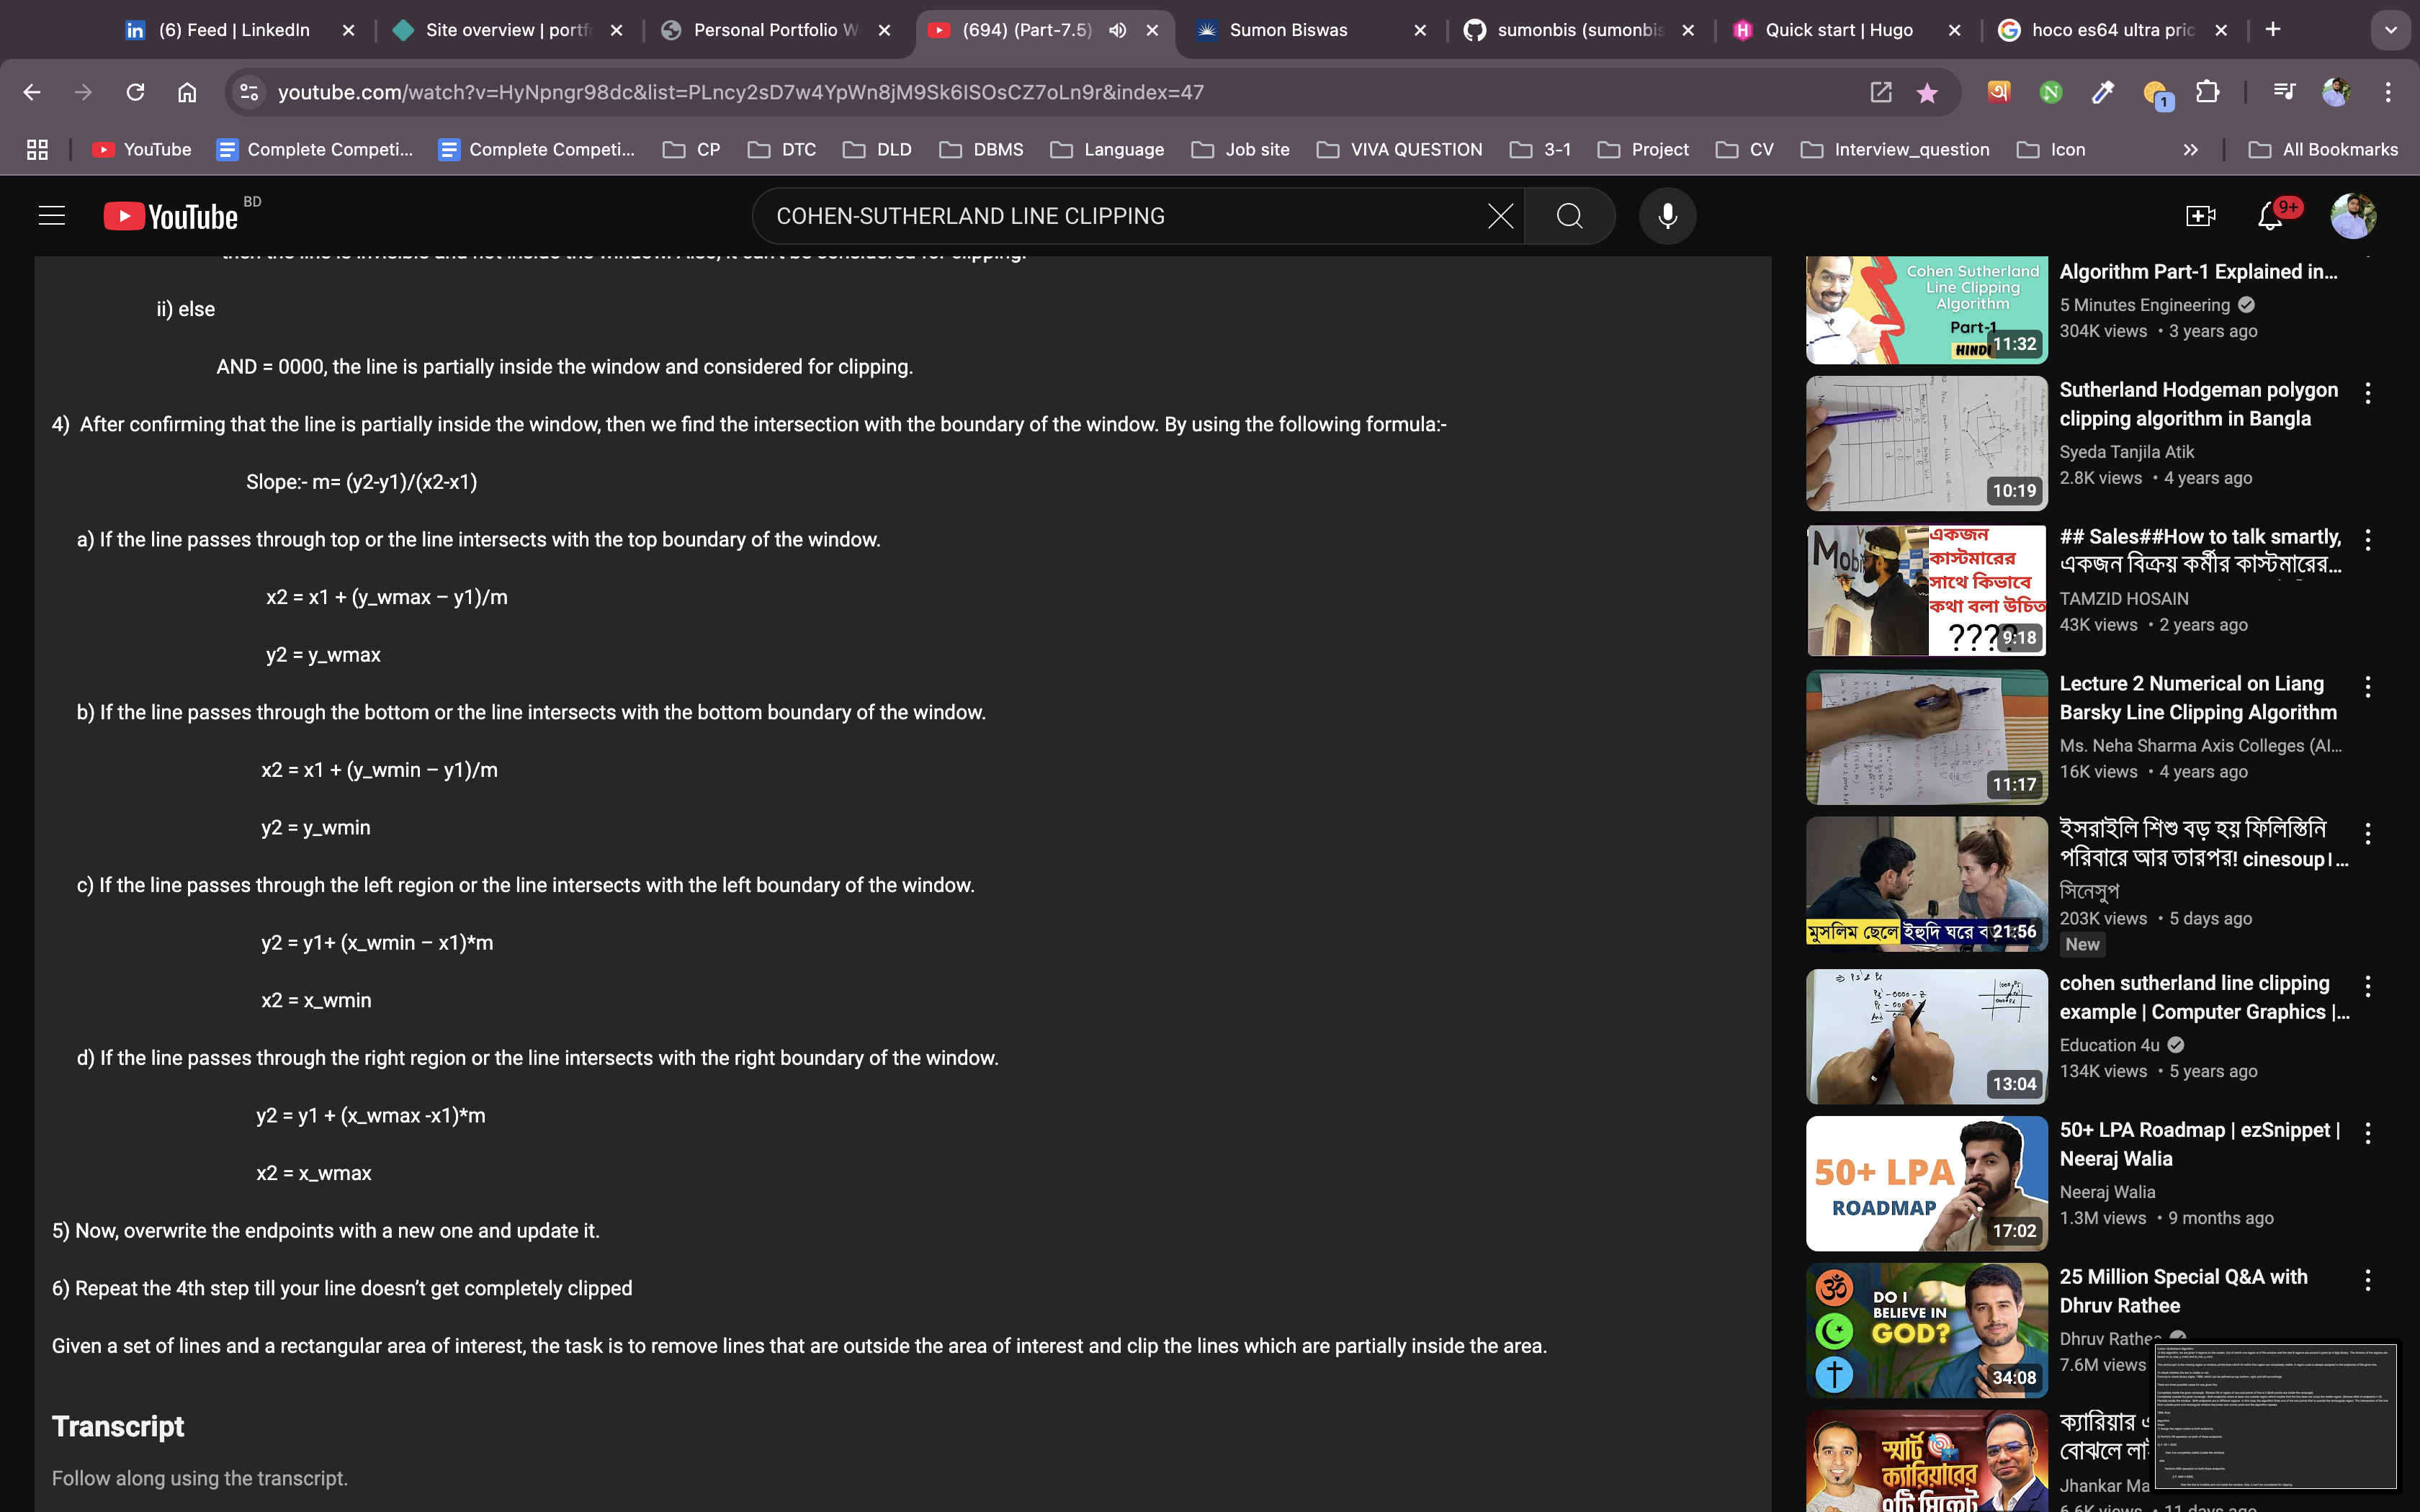 (6) Feed | LinkedIn
Site overview | portf
Personal Portfolio W
(694) (Part-7.5)
Sumon Biswas
sumonbis (sumonbis
Quick start | Hugo
hoco es64 ultra pric
youtube.com/watch?v=HyNpngr98dc&list=PLncy2sD7w4YpWn8jM9Sk6ISOsCZ7oLn9r&index=47
অ
N
1
YouTube
Complete Competi...
Complete Competi...
CP
DTC
DLD
DBMS
Language
Job site
VIVA QUESTION
3-1
Project
CV
Interview_question
Icon
All Bookmarks
YouTube BD
COHEN-SUTHERLAND LINE CLIPPING
9+
then the line is invisible and not inside the window. Also, it can't be considered for clipping.
ii) else
AND = 0000, the line is partially inside the window and considered for clipping.
4) After confirming that the line is partially inside the window, then we find the intersection with the boundary of the window. By using the following formula:-
Slope:- m= (y2-y1)/(x2-x1)
a) If the line passes through top or the line intersects with the top boundary of the window.
x2 = x1 + (y_wmax – y1)/m
y2 = y_wmax
b) If the line passes through the bottom or the line intersects with the bottom boundary of the window.
x2 = x1 + (y_wmin – y1)/m
y2 = y_wmin
c) If the line passes through the left region or the line intersects with the left boundary of the window.
y2 = y1+ (x_wmin – x1)*m
x2 = x_wmin
d) If the line passes through the right region or the line intersects with the right boundary of the window.
y2 = y1 + (x_wmax -x1)*m
x2 = x_wmax
5) Now, overwrite the endpoints with a new one and update it.
6) Repeat the 4th step till your line doesn’t get completely clipped
Given a set of lines and a rectangular area of interest, the task is to remove lines that are outside the area of interest and clip the lines which are partially inside the area.
Transcript
Follow along using the transcript.
Cohen Sutherland
Line Clipping
Algorithm
Part-1
HINDI
11:32
Algorithm Part-1 Explained in...
5 Minutes Engineering
304K views • 3 years ago
10:19
Sutherland Hodgeman polygon
clipping algorithm in Bangla
Syeda Tanjila Atik
2.8K views • 4 years ago
Mobi
একজন
কাস্টমারের
সাথে কিভাবে
কথা বলা উচিত
????
9:18
## Sales##How to talk smartly,
একজন বিক্রয় কর্মীর কাস্টমারের...
TAMZID HOSAIN
43K views • 2 years ago
11:17
Lecture 2 Numerical on Liang
Barsky Line Clipping Algorithm
Ms. Neha Sharma Axis Colleges (AI...
16K views • 4 years ago
মুসলিম ছেলে ইহুদি ঘরে
21:56
ইসরাইলি শিশু বড় হয় ফিলিস্তিনি
পরিবারে আর তারপর! cinesoup।...
সিনেসুপ
203K views • 5 days ago
New
13:04
cohen sutherland line clipping
example | Computer Graphics |...
Education 4u
134K views • 5 years ago
50+ LPA
ROADMAP
17:02
50+ LPA Roadmap | ezSnippet |
Neeraj Walia
Neeraj Walia
1.3M views • 9 months ago
DO I
BELIEVE IN
GOD?
34:08
25 Million Special Q&A with
Dhruv Rathee
Dhruv Rathee
7.6M views
স্মার্ট
ক্যারিয়ারের
৭টি সিক্রেট
ক্যারিয়ার
বোঝলে
Jhankar Ma
6.6K views • 11 days ago